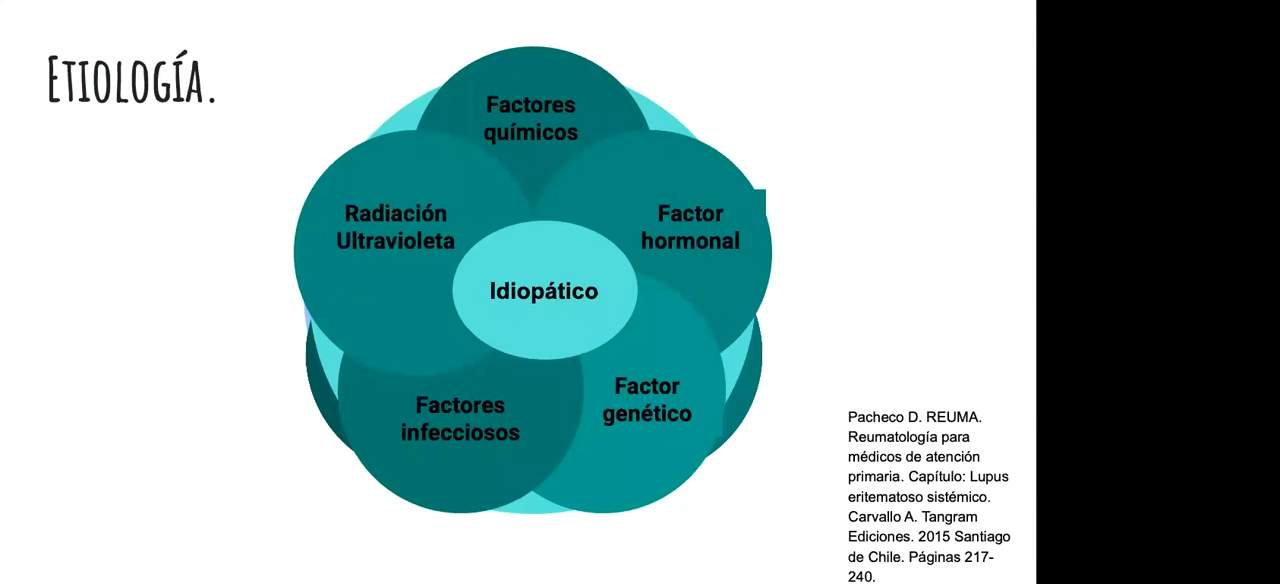 Etiología.
Factores
químicos
Radiación
Ultravioleta
Factor
hormonal
Idiopático
Factores
infecciosos
Factor
genético
Pacheco D. REUMA.
Reumatología para
médicos de atención
primaria. Capítulo: Lupus
eritematoso sistémico.
Carvallo A. Tangram
Ediciones. 2015 Santiago
de Chile. Páginas 217-
240.